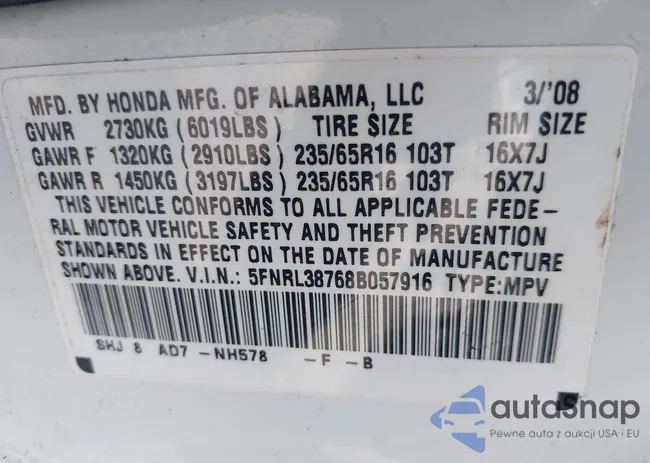 MFD. BY HONDA MFG. OF ALABAMA, LLC 3/'08
GVWR 2730KG (6019LBS) TIRE SIZE RIM SIZE
GAWR F 1320KG (2910LBS) 235/65R16 103T 16X7J
GAWR R 1450KG (3197LBS) 235/65R16 103T 16X7J
THIS VEHICLE CONFORMS TO ALL APPLICABLE FEDE-
RAL MOTOR VEHICLE SAFETY AND THEFT PREVENTION
STANDARDS IN EFFECT ON THE DATE OF MANUFACTURE
SHOWN ABOVE. V.I.N.: 5FNRL38768B057916 TYPE:MPV
SHJ 8 AD7 -NH578 -F -B
autosnap
Pewne auta z aukcji USA i EU